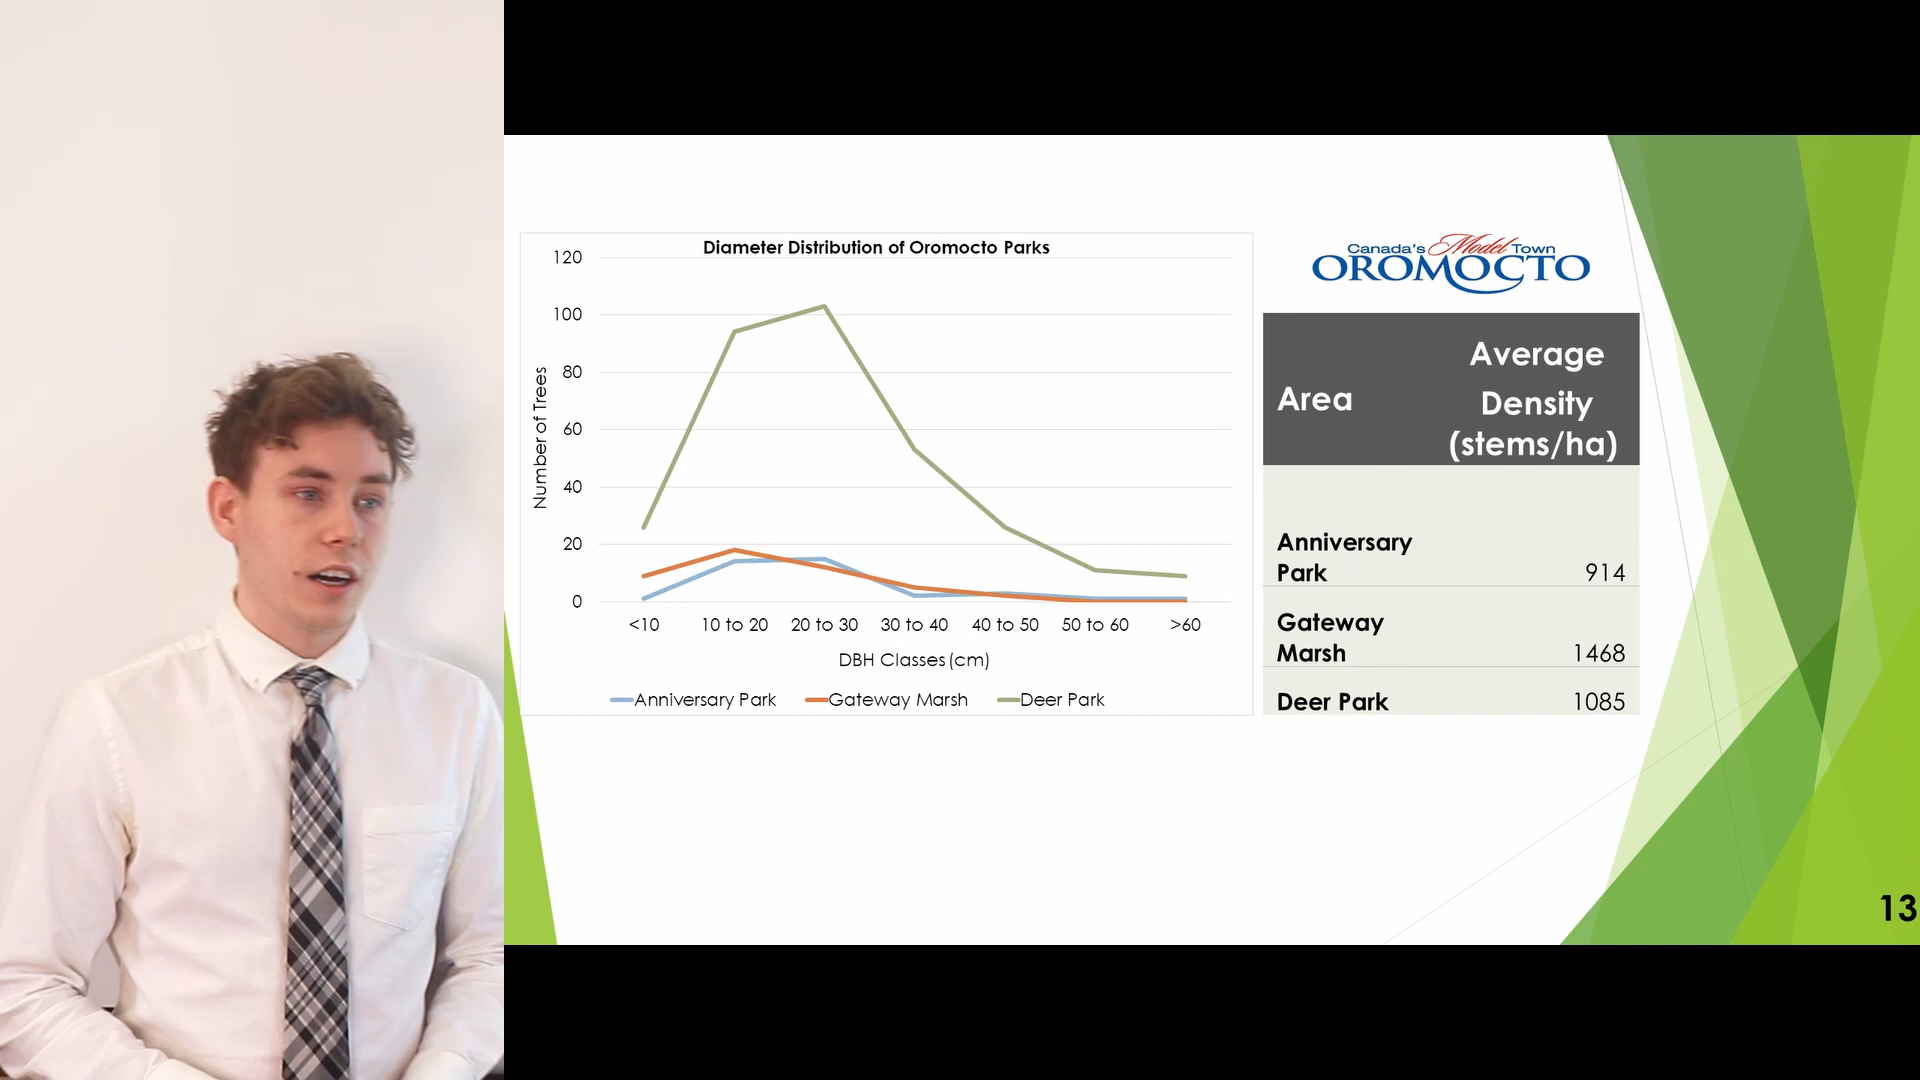 Diameter Distribution of Oromocto Parks
120
100
80
60
40
20
0
Number of Trees
<10 10 to 20 20 to 30 30 to 40 40 to 50 50 to 60 >60
DBH Classes (cm)
Anniversary Park Gateway Marsh Deer Park
Canada's Model Town
OROMOCTO
Area
Average
Density
(stems/ha)
Anniversary
Park 914
Gateway
Marsh 1468
Deer Park 1085
13